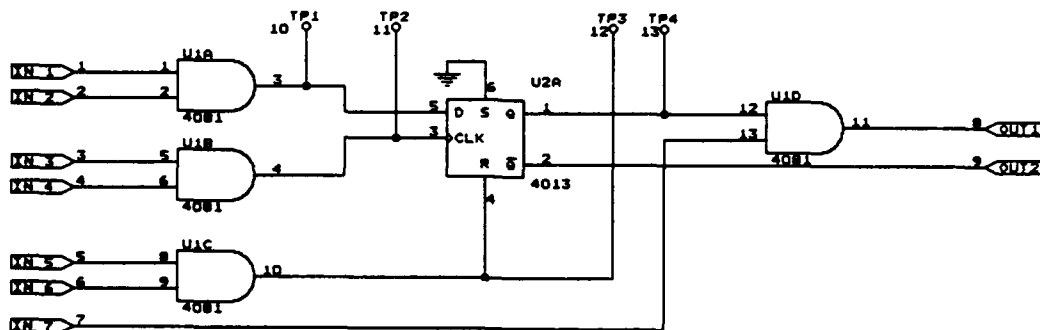 TP1
10
TP2
11
TP3
12
TP4
13
U1A
IN 1 1 1
3
IN 2 2 2
4081
6
U2A
5 D S Q 1
3 CLK
R Q 2
4
4013
U1D
12
11
13
4081
8 OUT1
9 OUT2
U1B
IN 3 3 5
4
IN 4 4 6
4081
U1C
IN 5 5 8
10
IN 6 6 9
4081
IN 7 7